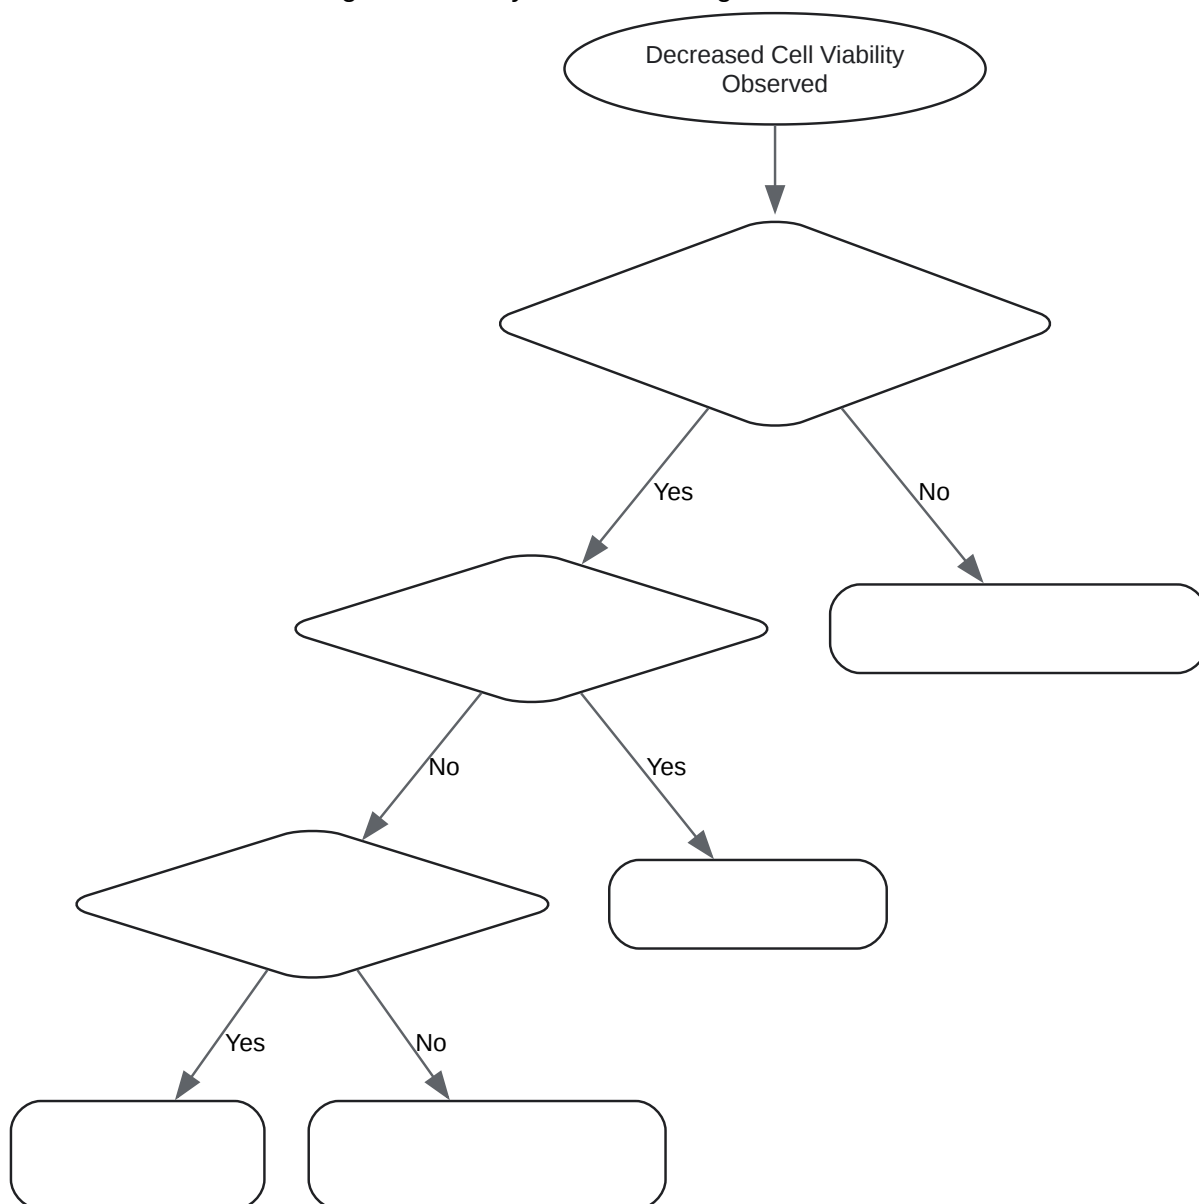 Decreased Cell Viability
Observed
Yes
No
No
Yes
Yes
No